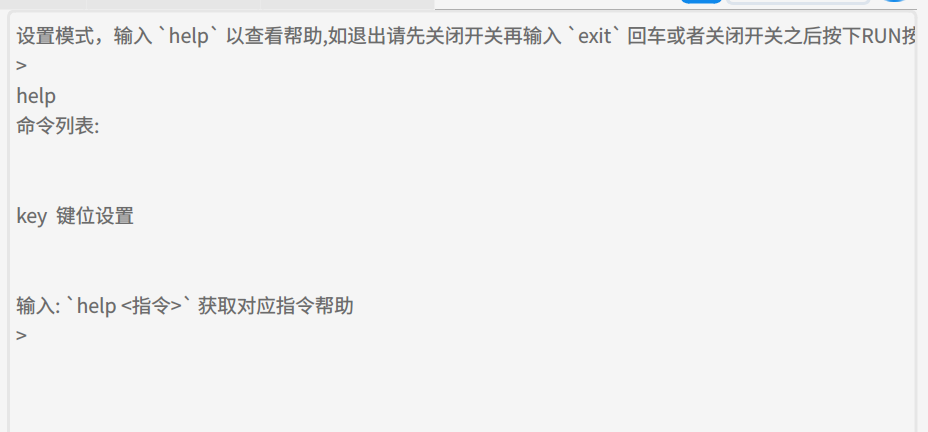 设置模式，输入 `help` 以查看帮助,如退出请先关闭开关再输入 `exit` 回车或者关闭开关之后按下RUN按
>
help
命令列表:
key  键位设置
输入: `help <指令>` 获取对应指令帮助
>